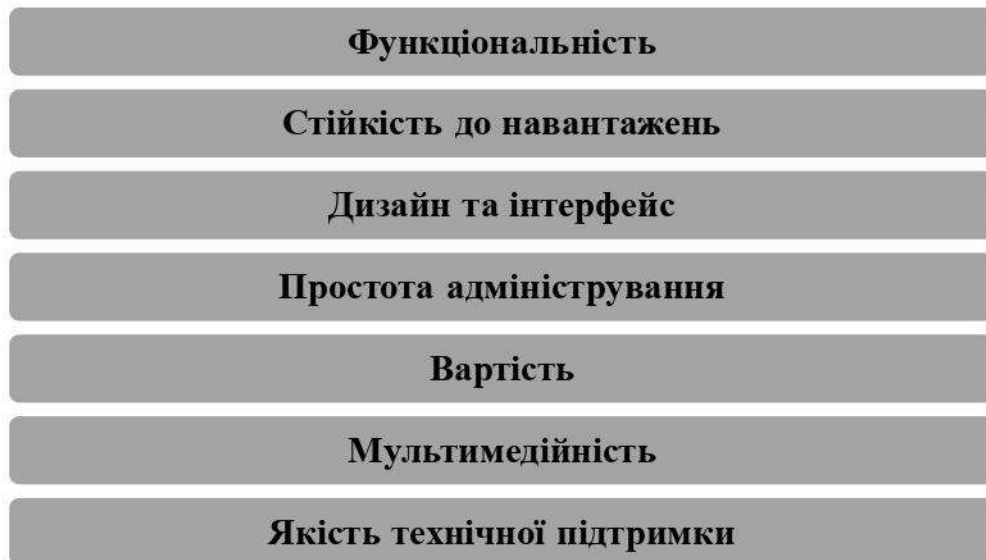 Функціональність
Стійкість до навантажень
Дизайн та інтерфейс
Простота адміністрування
Вартість
Мультимедійність
Якість технічної підтримки